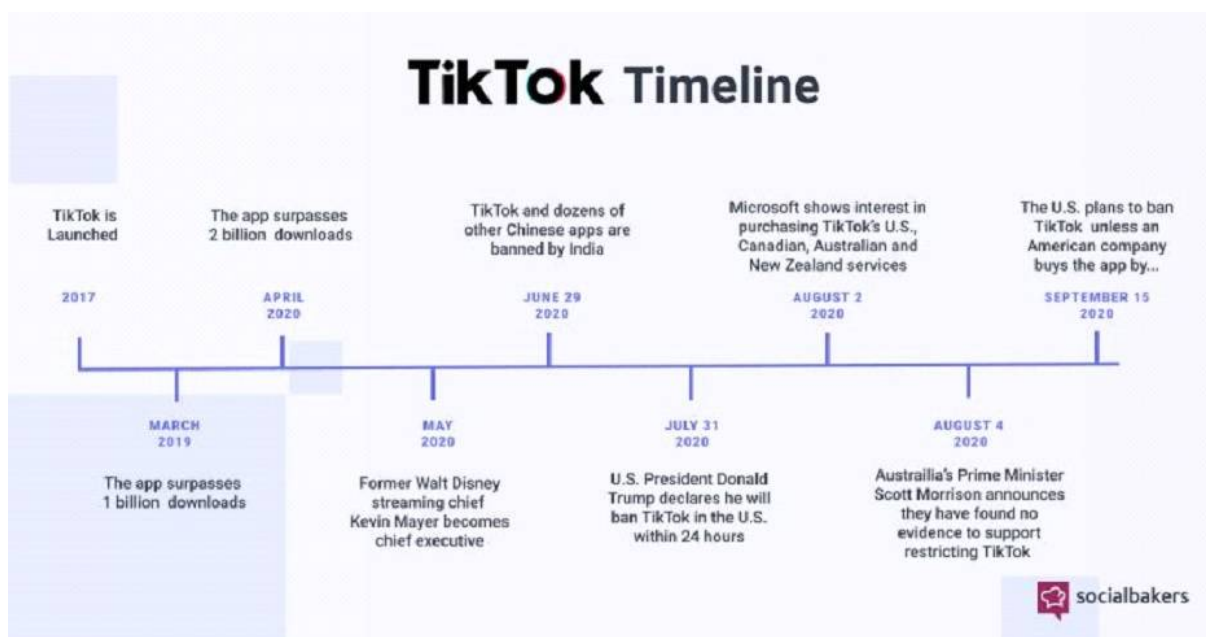 TikTok Timeline
TikTok is
Launched
2017
MARCH
2019
The app surpasses
1 billion downloads
The app surpasses
2 billion downloads
APRIL
2020
MAY
2020
Former Walt Disney
streaming chief
Kevin Mayer becomes
chief executive
TikTok and dozens of
other Chinese apps are
banned by India
JUNE 29
2020
JULY 31
2020
U.S. President Donald
Trump declares he will
ban TikTok in the U.S.
within 24 hours
Microsoft shows interest in
purchasing TikTok's U.S.,
Canadian, Australian and
New Zealand services
AUGUST 2
2020
AUGUST 4
2020
Austrailia's Prime Minister
Scott Morrison announces
they have found no
evidence to support
restricting TikTok
The U.S. plans to ban
TikTok unless an
American company
buys the app by...
SEPTEMBER 15
2020
socialbakers